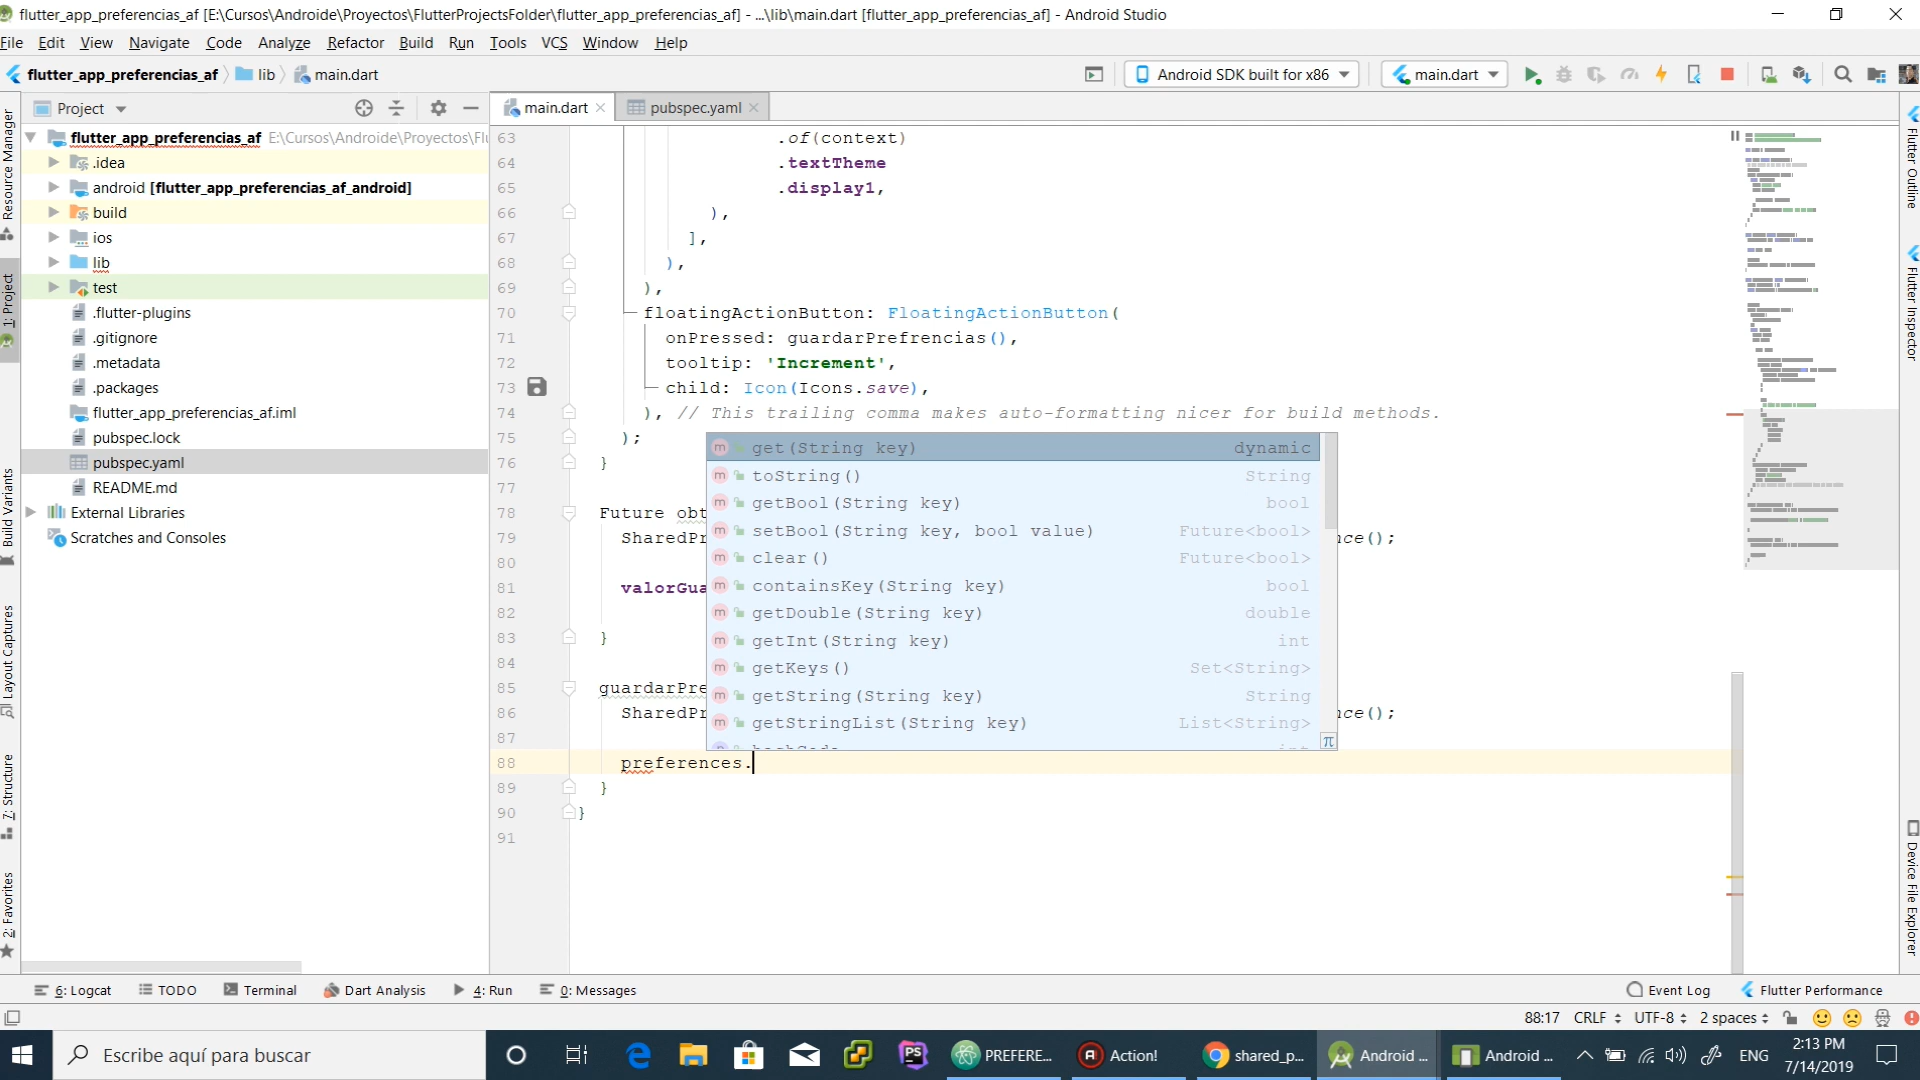 flutter_app_preferencias_af [E:\Cursos\Androide\Proyectos\FlutterProjectsFolder\flutter_app_preferencias_af] - ...\lib\main.dart [flutter_app_preferencias_af] - Android Studio
File Edit View Navigate Code Analyze Refactor Build Run Tools VCS Window Help
flutter_app_preferencias_af lib main.dart Android SDK built for x86 main.dart
Project main.dart pubspec.yaml
flutter_app_preferencias_af E:\Cursos\Androide\Proyectos\Fl
.idea
android [flutter_app_preferencias_af_android]
build
ios
lib
test
.flutter-plugins
.gitignore
.metadata
.packages
flutter_app_preferencias_af.iml
pubspec.lock
pubspec.yaml
README.md
External Libraries
Scratches and Consoles
Resource Manager
1: Project
Build Variants
Layout Captures
7: Structure
2: Favorites
63 .of(context)
64 .textTheme
65 .display1,
66 ),
67 ],
68 ),
69 ),
70 floatingActionButton: FloatingActionButton(
71 onPressed: guardarPrefrencias(),
72 tooltip: 'Increment',
73 child: Icon(Icons.save),
74 ), // This trailing comma makes auto-formatting nicer for build methods.
75 );
76 }
77
78 Future obt
79 SharedPr nce();
80
81 valorGua
82
83 }
84
85 guardarPre
86 SharedPr nce();
87
88 preferences.
89 }
90 }
91
get(String key) dynamic
toString() String
getBool(String key) bool
setBool(String key, bool value) Future<bool>
clear() Future<bool>
containsKey(String key) bool
getDouble(String key) double
getInt(String key) int
getKeys() Set<String>
getString(String key) String
getStringList(String key) List<String>
hashCode int
π
Flutter Outline
Flutter Inspector
Device File Explorer
6: Logcat TODO Terminal Dart Analysis 4: Run 0: Messages Event Log Flutter Performance
88:17 CRLF UTF-8 2 spaces
Escribe aquí para buscar PS PREFERE... Action! shared_p... Android ... Android ... ENG 2:13 PM
7/14/2019